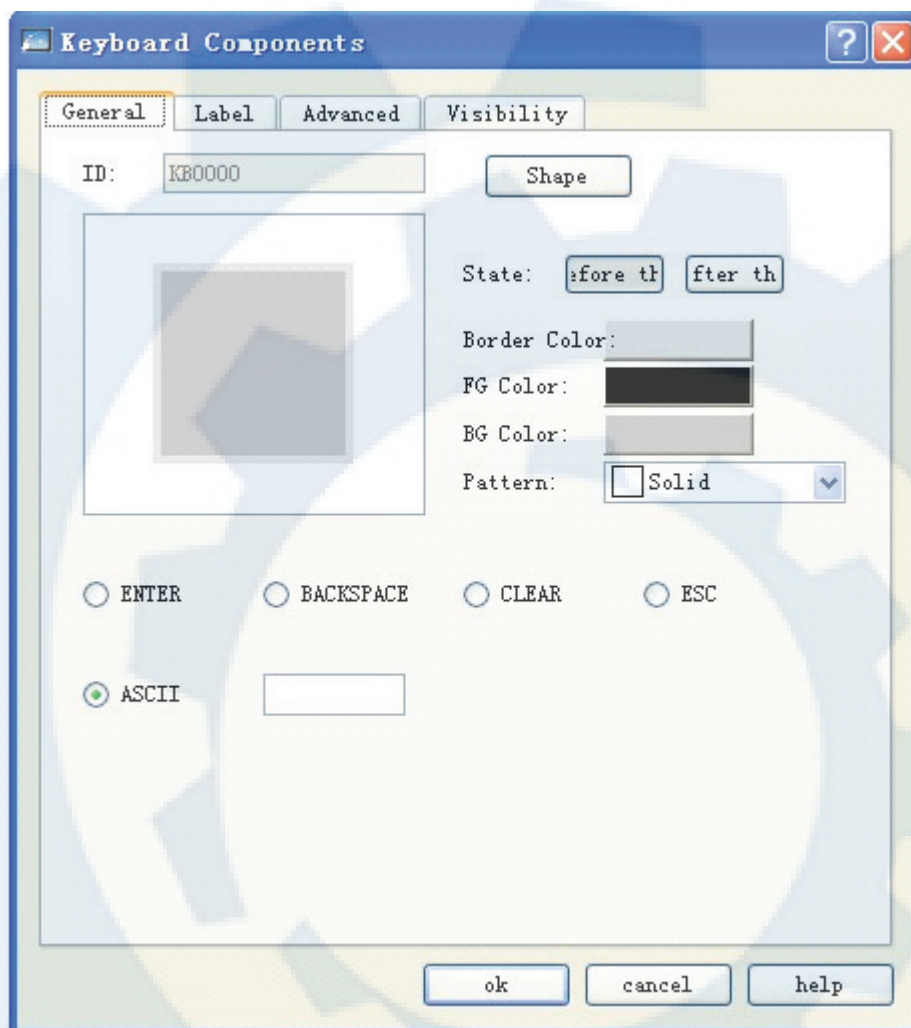 Keyboard Components
General Label Advanced Visibility
ID: KB0000 Shape
State: efore th fter th
Border Color:
FG Color:
BG Color:
Pattern: Solid
ENTER BACKSPACE CLEAR ESC
ASCII
ok cancel help